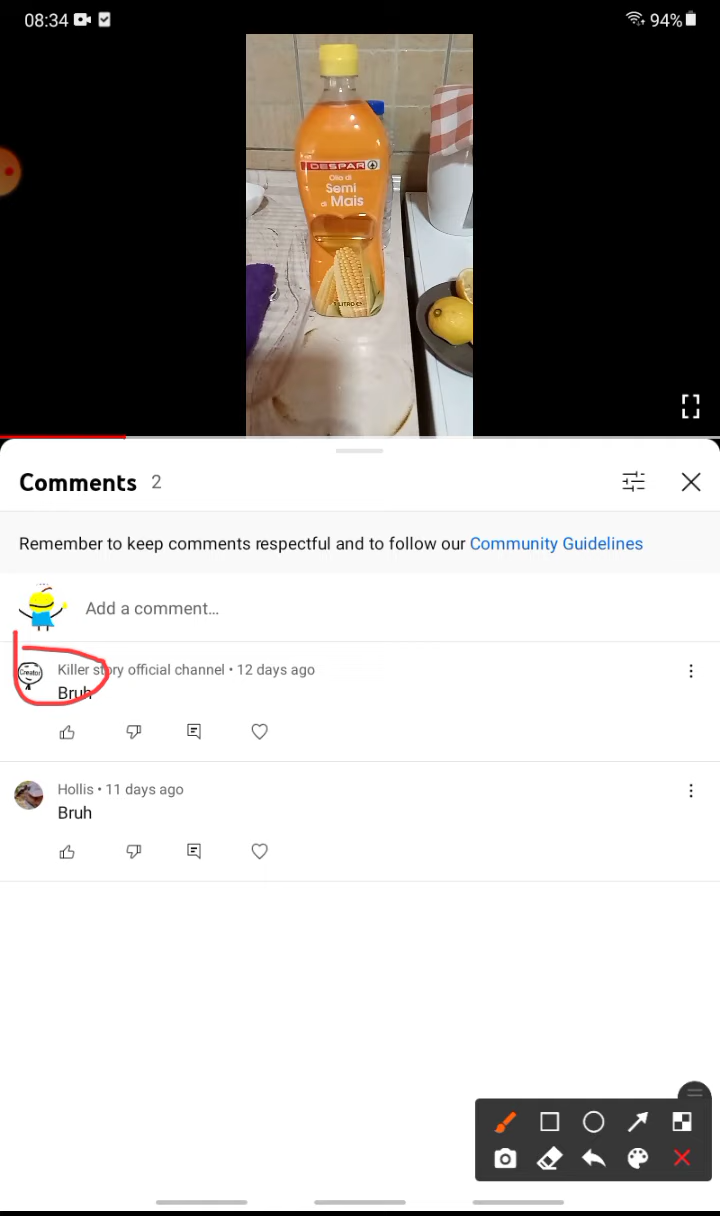 08:34
94%
DESPAR
Olio di
Semi
di Mais
1 LITRO e
Comments 2
Remember to keep comments respectful and to follow our Community Guidelines
Add a comment...
Creator
Killer story official channel • 12 days ago
Bruh
Hollis • 11 days ago
Bruh